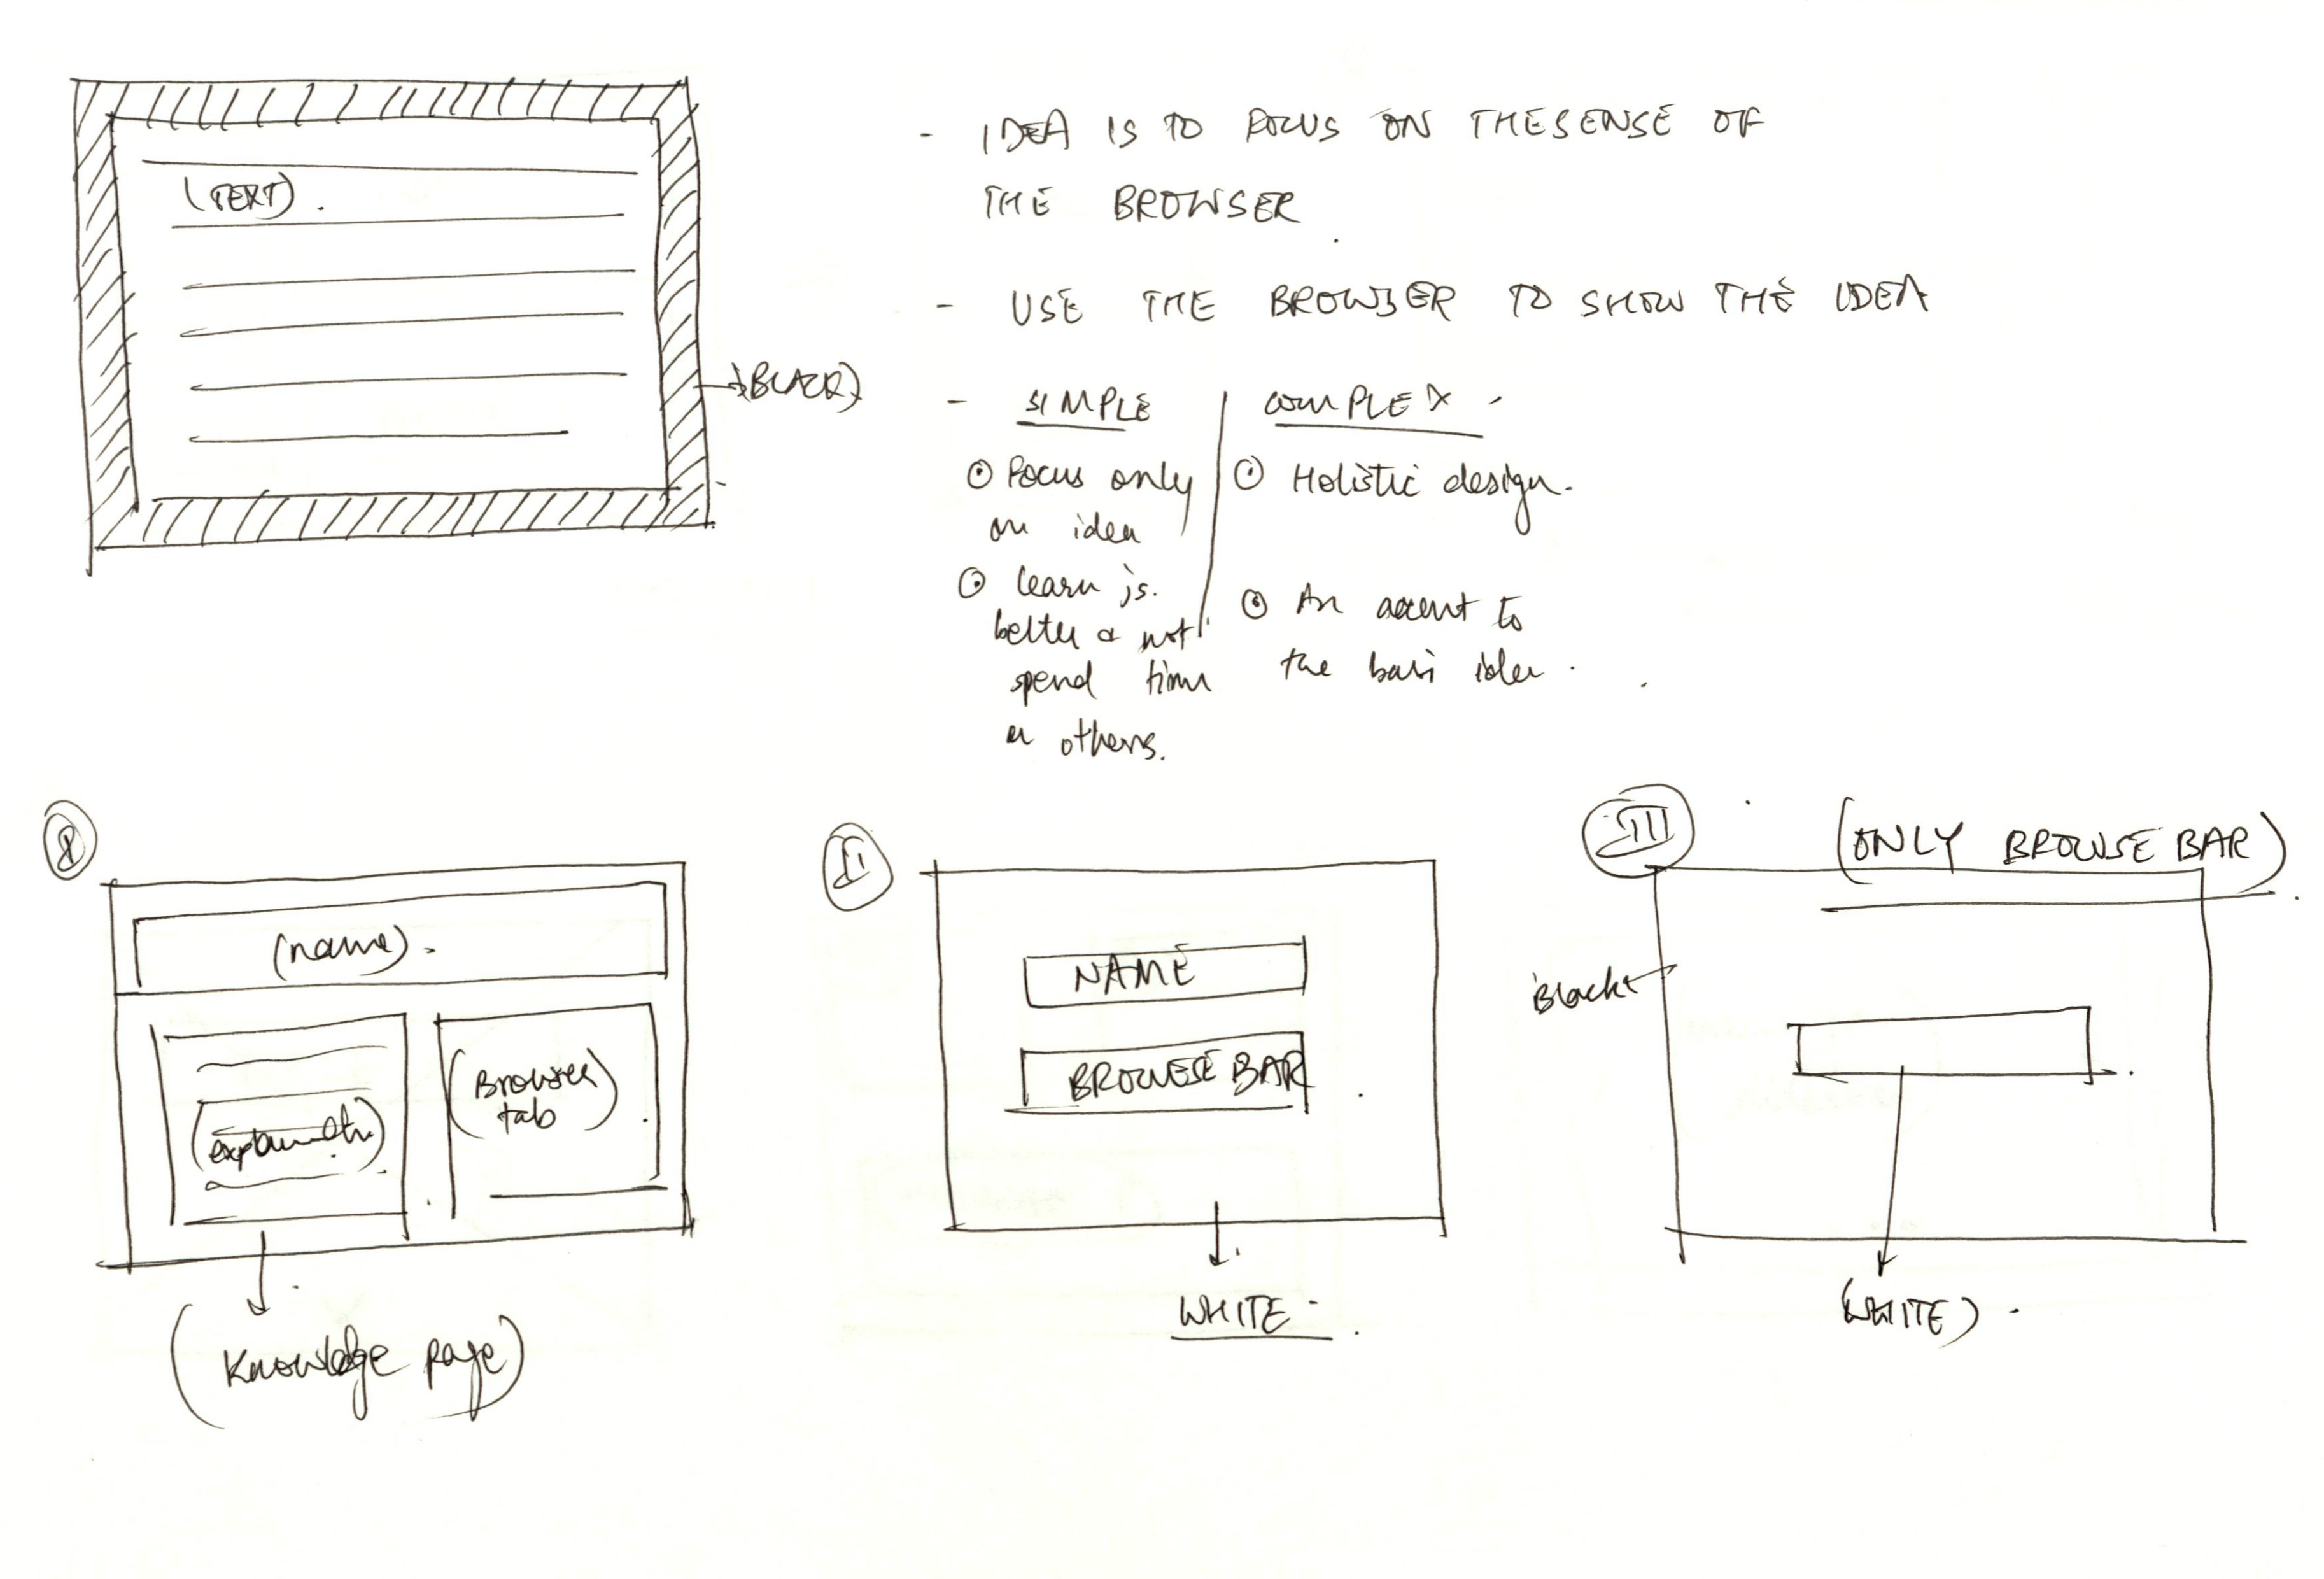 (TEXT).
(BLACK)
- IDEA IS TO FOCUS ON THE SENSE OF
THE BROWSER
- USE THE BROWSER TO SHOW THE IDEA
- SIMPLE
Focus only
on idea
learn js.
better & not
spend time
on others.
COMPLEX
Holistic design.
An accent to
the basic idea.
I
(name).
(explanation)
(Browser
tab)
(Knowledge page)
II
NAME
BROWSE BAR
WHITE
III
(ONLY BROWSE BAR)
Black
(WHITE)